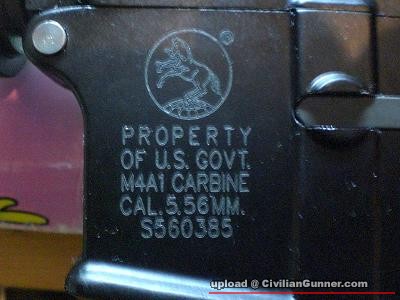 ®
PROPERTY
OF U.S. GOVT.
M4A1 CARBINE
CAL. 5.56MM.
S560385
upload @ CivilianGunner.com